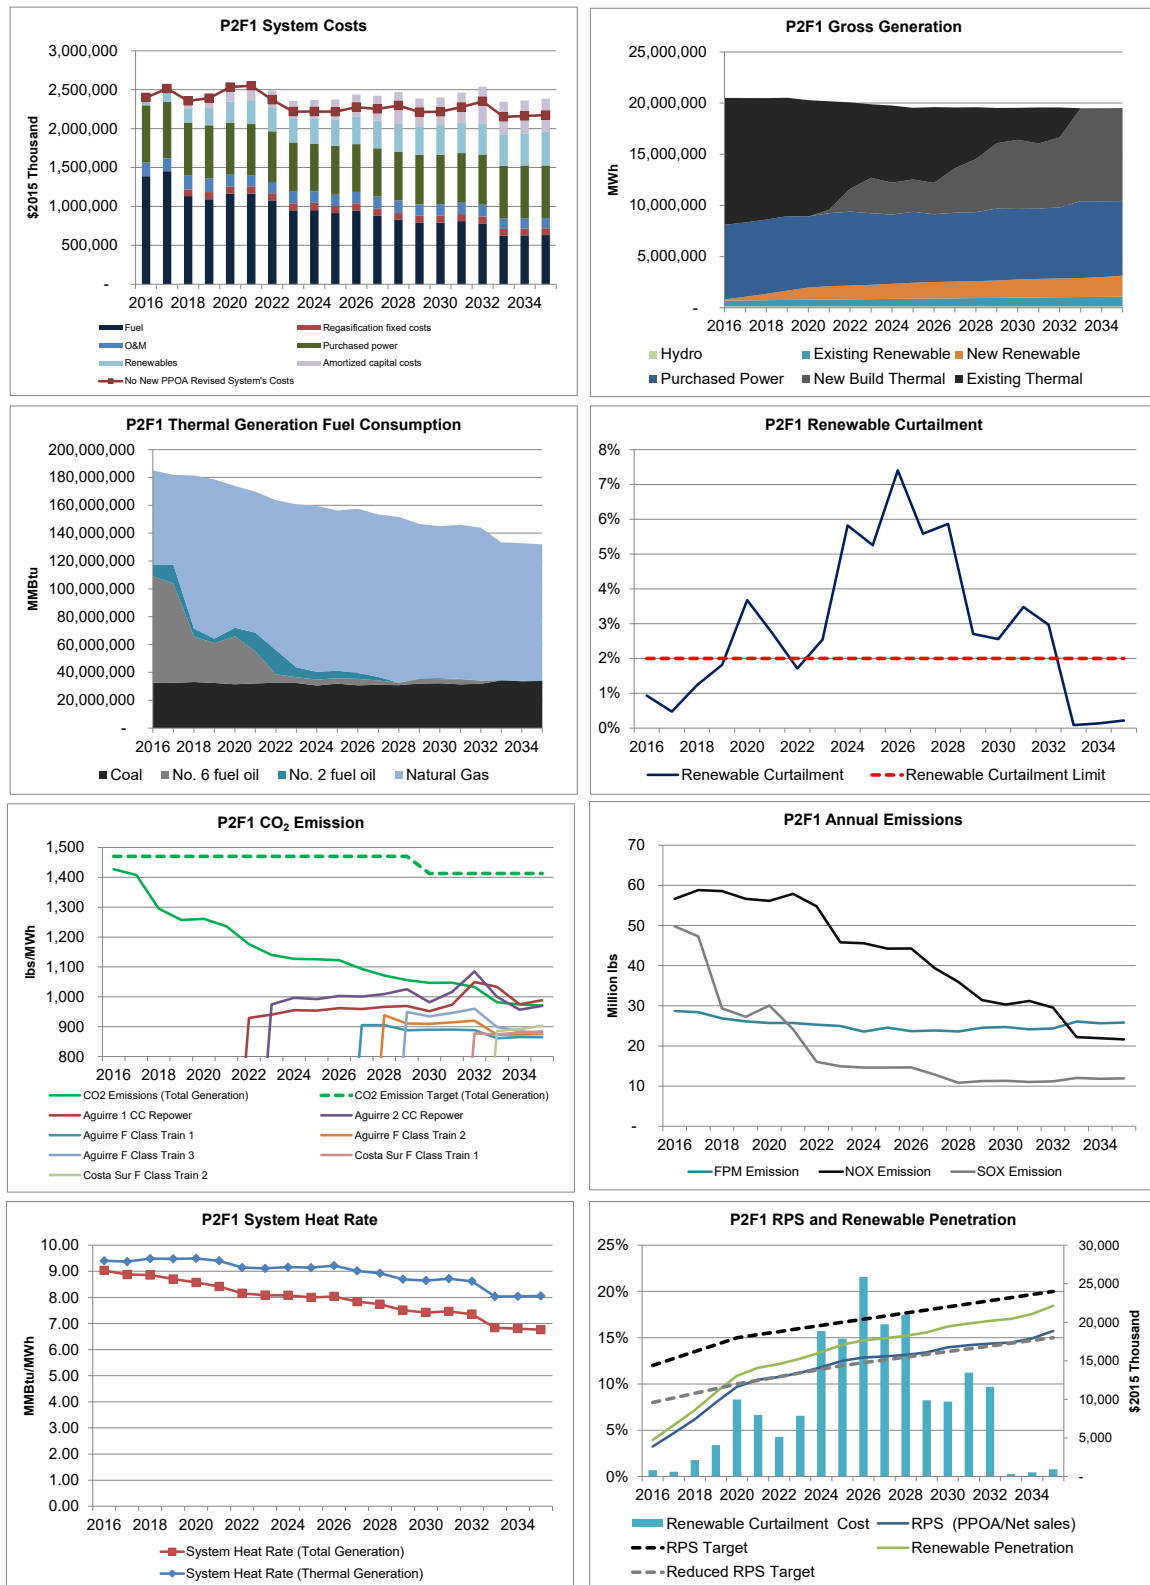 P2F1 System Costs
3,000,000
2,500,000
2,000,000
1,500,000
1,000,000
500,000
-
$2015 Thousand
2016 2018 2020 2022 2024 2026 2028 2030 2032 2034
Fuel
Regasification fixed costs
O&M
Purchased power
Renewables
Amortized capital costs
No New PPOA Revised System's Costs
P2F1 Gross Generation
25,000,000
20,000,000
15,000,000
10,000,000
5,000,000
-
MWh
2016 2018 2020 2022 2024 2026 2028 2030 2032 2034
Hydro
Existing Renewable
New Renewable
Purchased Power
New Build Thermal
Existing Thermal
P2F1 Thermal Generation Fuel Consumption
200,000,000
180,000,000
160,000,000
140,000,000
120,000,000
100,000,000
80,000,000
60,000,000
40,000,000
20,000,000
-
MMBtu
2016 2018 2020 2022 2024 2026 2028 2030 2032 2034
Coal
No. 6 fuel oil
No. 2 fuel oil
Natural Gas
P2F1 Renewable Curtailment
8%
7%
6%
5%
4%
3%
2%
1%
0%
2016 2018 2020 2022 2024 2026 2028 2030 2032 2034
Renewable Curtailment
Renewable Curtailment Limit
P2F1 CO2 Emission
1,500
1,400
1,300
1,200
1,100
1,000
900
800
lbs/MWh
2016 2018 2020 2022 2024 2026 2028 2030 2032 2034
CO2 Emissions (Total Generation)
CO2 Emission Target (Total Generation)
Aguirre 1 CC Repower
Aguirre 2 CC Repower
Aguirre F Class Train 1
Aguirre F Class Train 2
Aguirre F Class Train 3
Costa Sur F Class Train 1
Costa Sur F Class Train 2
P2F1 Annual Emissions
70
60
50
40
30
20
10
-
Million lbs
2016 2018 2020 2022 2024 2026 2028 2030 2032 2034
FPM Emission
NOX Emission
SOX Emission
P2F1 System Heat Rate
10.00
9.00
8.00
7.00
6.00
5.00
4.00
3.00
2.00
1.00
0.00
MMBtu/MWh
2016 2018 2020 2022 2024 2026 2028 2030 2032 2034
System Heat Rate (Total Generation)
System Heat Rate (Thermal Generation)
P2F1 RPS and Renewable Penetration
25%
20%
15%
10%
5%
0%
30,000
25,000
20,000
15,000
10,000
5,000
-
$2015 Thousand
2016 2018 2020 2022 2024 2026 2028 2030 2032 2034
Renewable Curtailment Cost
RPS (PPOA/Net sales)
RPS Target
Renewable Penetration
Reduced RPS Target